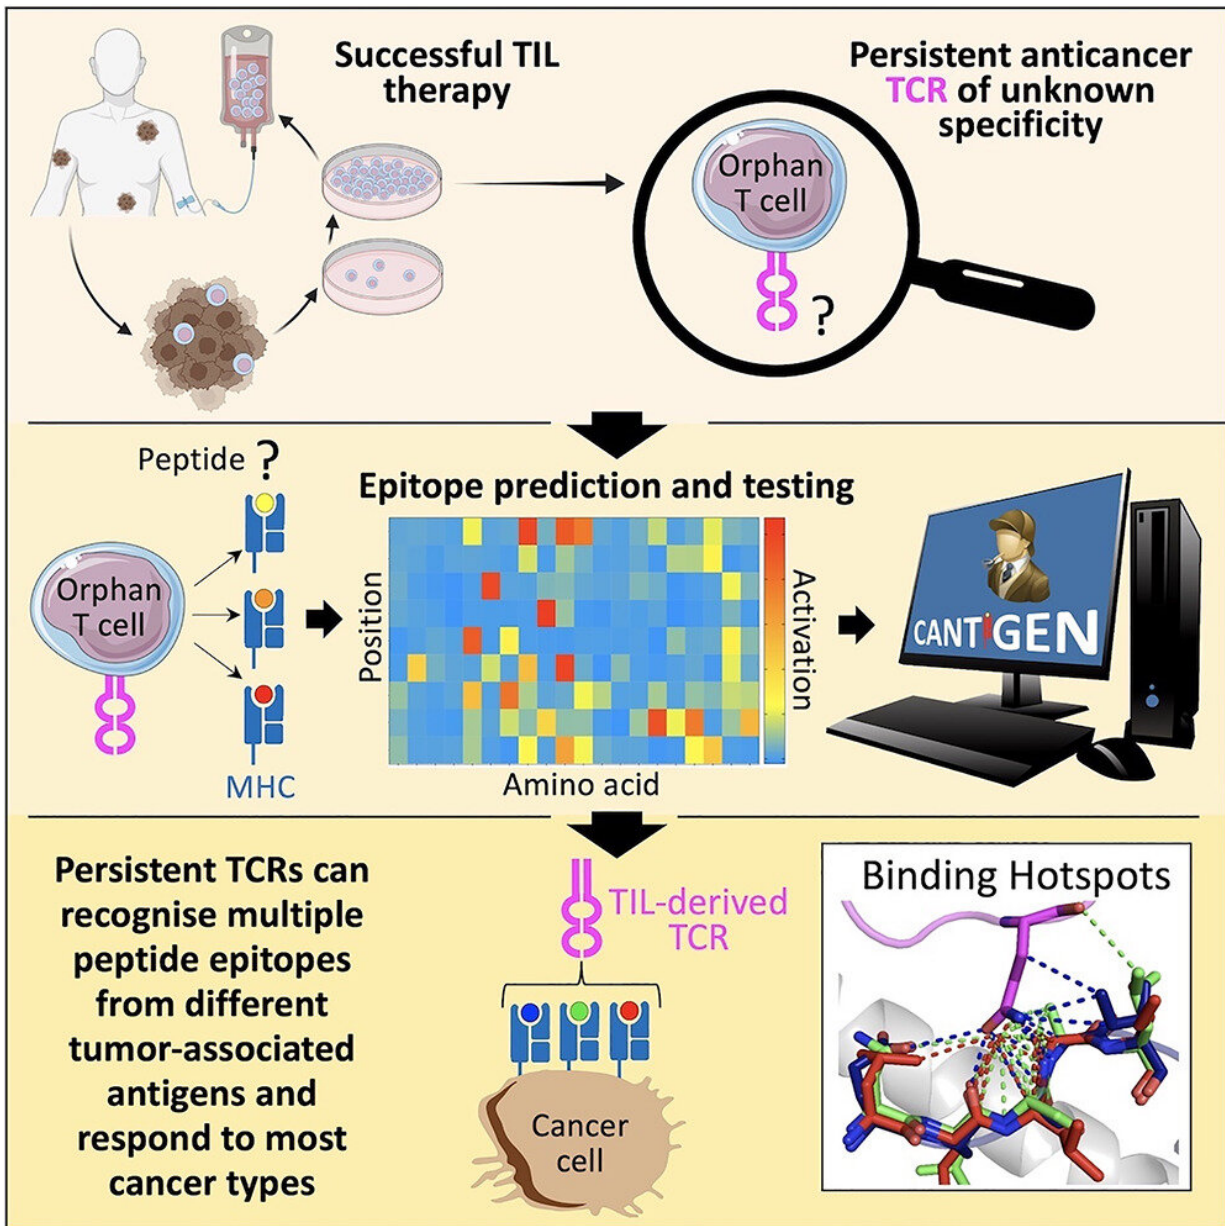 Successful TIL
therapy
Persistent anticancer
TCR of unknown
specificity
Orphan
T cell
?
Peptide ?
Epitope prediction and testing
Orphan
T cell
MHC
Position
Amino acid
Activation
CANTiGEN
Persistent TCRs can
recognise multiple
peptide epitopes
from different
tumor-associated
antigens and
respond to most
cancer types
TIL-derived
TCR
Cancer
cell
Binding Hotspots